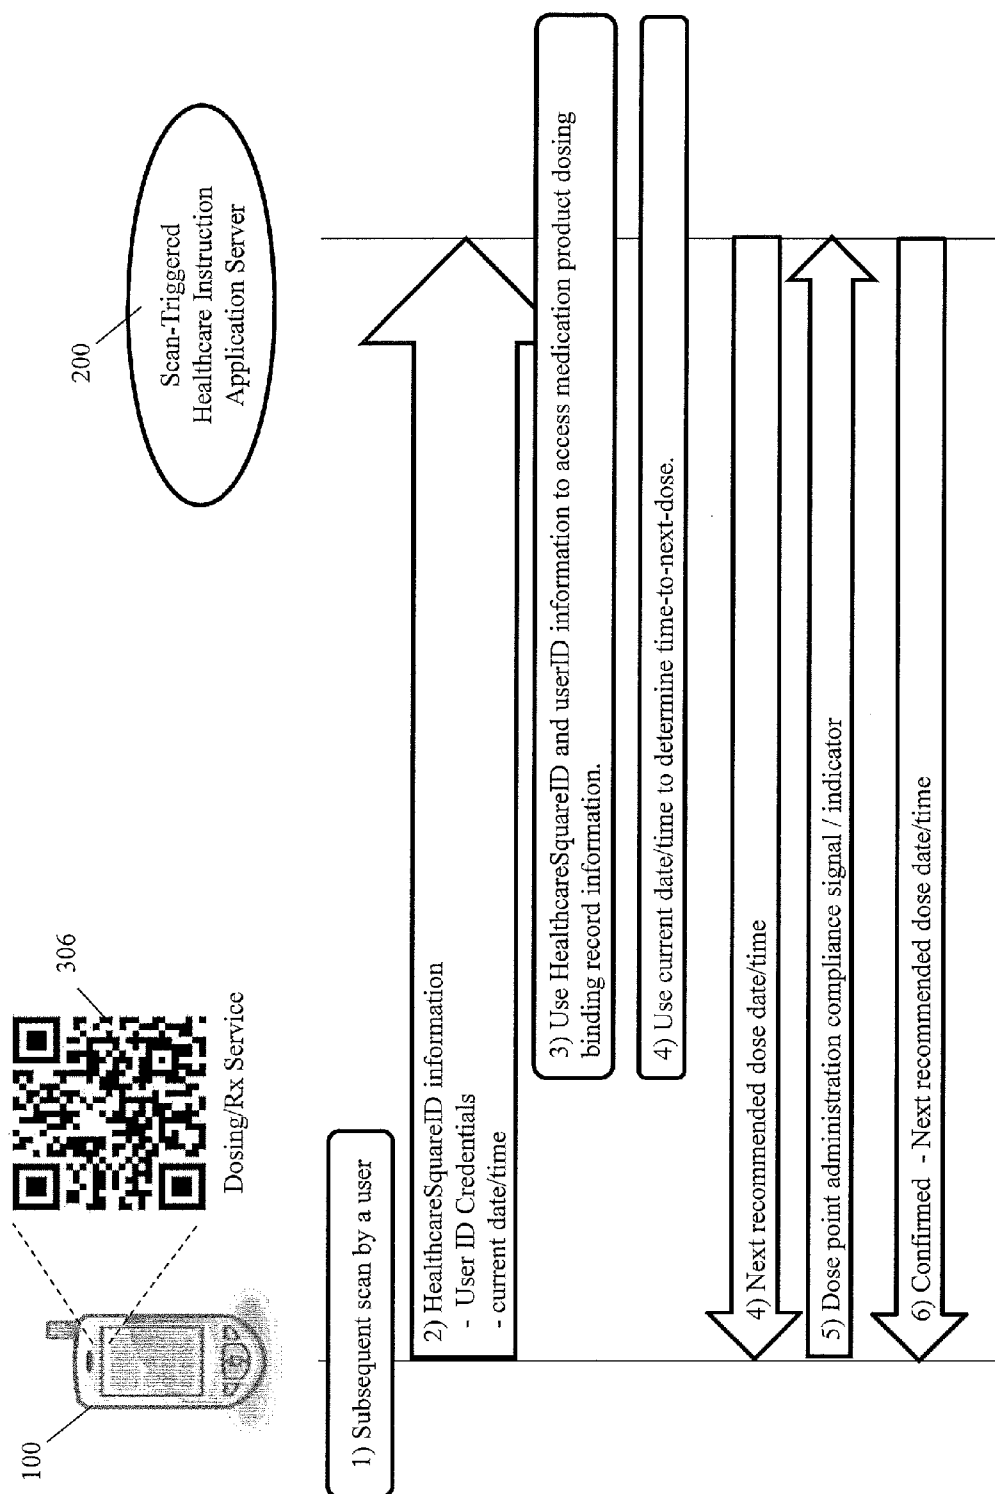 100
306
Dosing/Rx Service
200
Scan-Triggered
Healthcare Instruction
Application Server
1) Subsequent scan by a user
2) HealthcareSquareID information
- User ID Credentials
- current date/time
3) Use HealthcareSquareID and userID information to access medication product dosing
binding record information.
4) Use current date/time to determine time-to-next-dose.
4) Next recommended dose date/time
5) Dose point administration compliance signal / indicator
6) Confirmed - Next recommended dose date/time